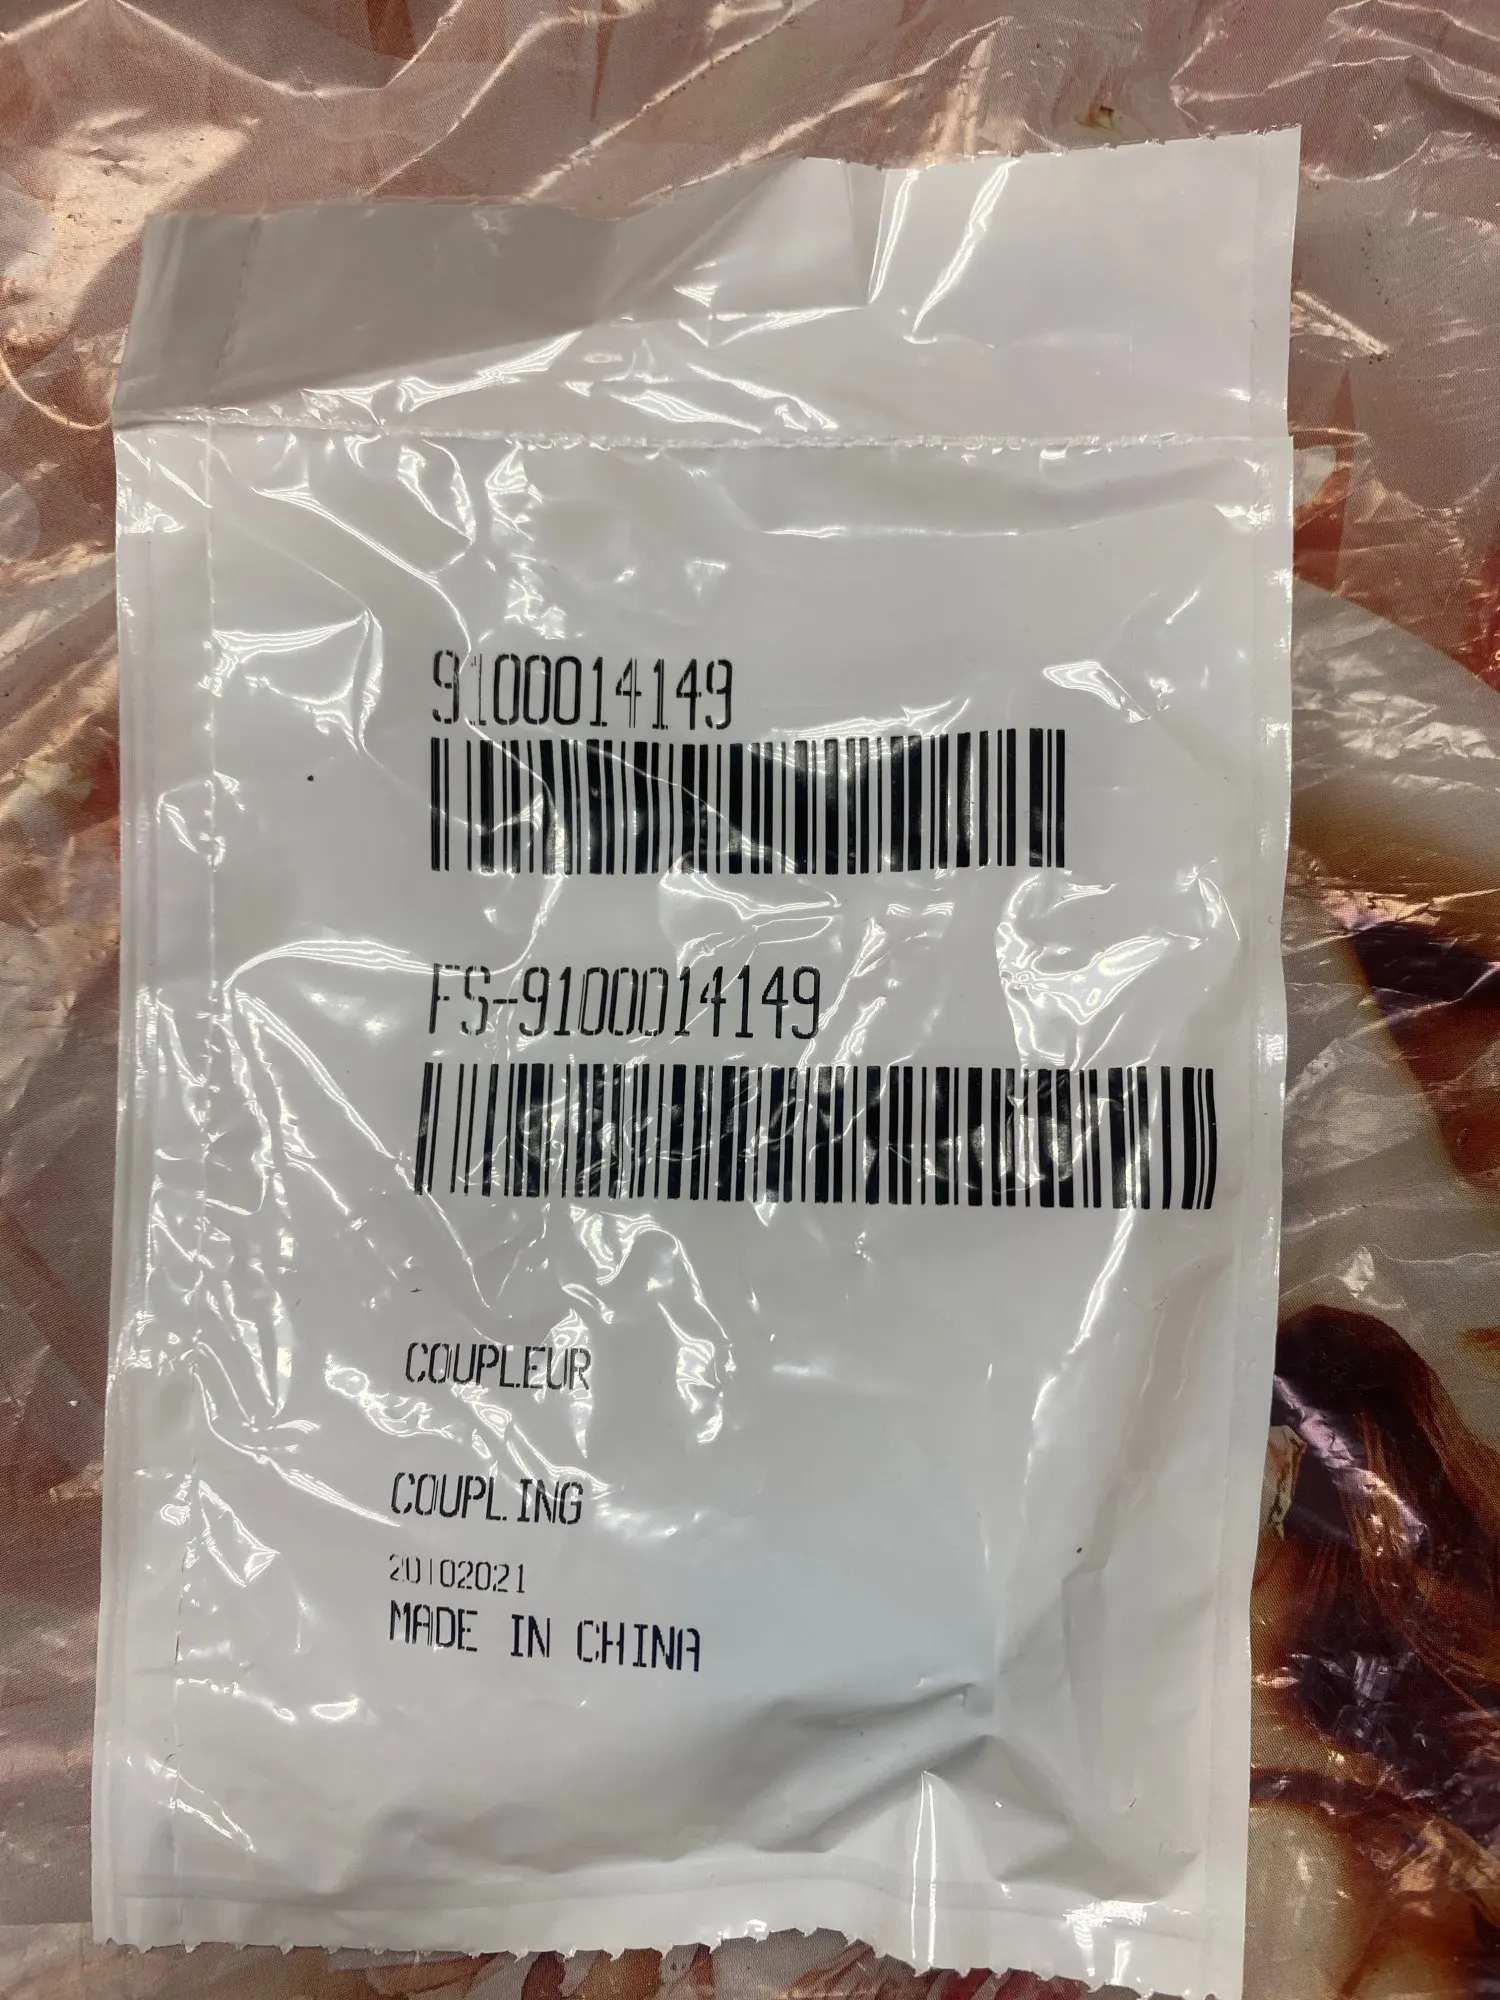 9100014149
FS-9100014149
COUPLEUR
COUPLING
20102021
MADE IN CHINA